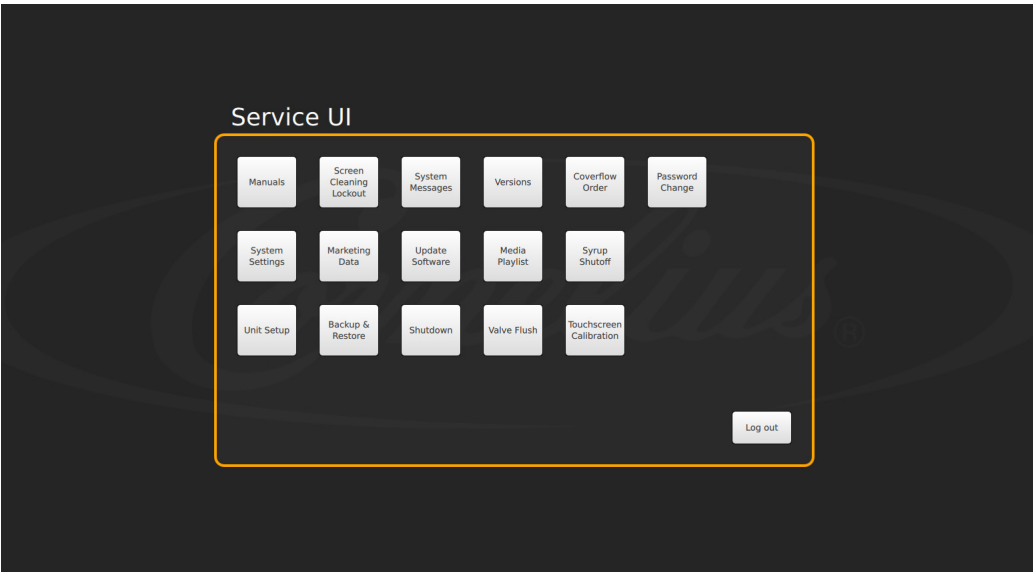 Service UI
Manuals
Screen
Cleaning
Lockout
System
Messages
Versions
Coverflow
Order
Password
Change
System
Settings
Marketing
Data
Update
Software
Media
Playlist
Syrup
Shutoff
Unit Setup
Backup &
Restore
Shutdown
Valve Flush
Touchscreen
Calibration
Log out
Cornelius®